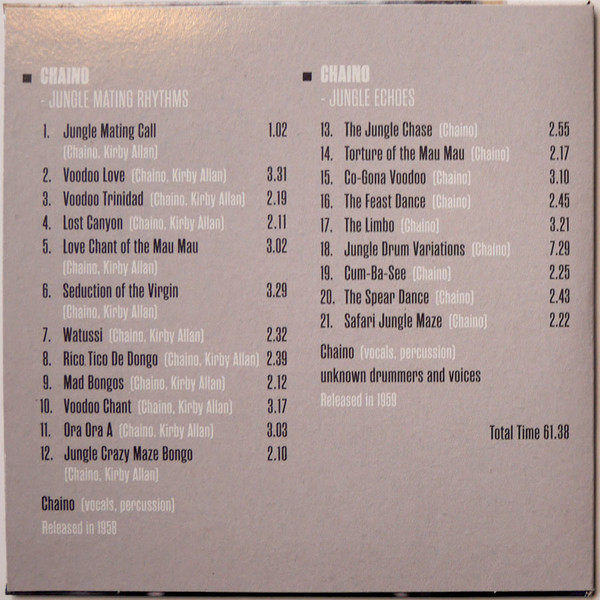 CHAINO
- JUNGLE MATING RHYTHMS
1. Jungle Mating Call 1.02
(Chaino, Kirby Allan)
2. Voodoo Love (Chaino, Kirby Allan) 3.31
3. Voodoo Trinidad (Chaino, Kirby Allan) 2.19
4. Lost Canyon (Chaino, Kirby Allan) 2.11
5. Love Chant of the Mau Mau 3.02
(Chaino, Kirby Allan)
6. Seduction of the Virgin 3.29
(Chaino, Kirby Allan)
7. Watussi (Chaino, Kirby Allan) 2.32
8. Rico Tico De Dongo (Chaino, Kirby Allan) 2.39
9. Mad Bongos (Chaino, Kirby Allan) 2.12
10. Voodoo Chant (Chaino, Kirby Allan) 3.17
11. Ora Ora A (Chaino, Kirby Allan) 3.03
12. Jungle Crazy Maze Bongo 2.10
(Chaino, Kirby Allan)
Chaino (vocals, percussion)
Released in 1958
CHAINO
- JUNGLE ECHOES
13. The Jungle Chase (Chaino) 2.55
14. Torture of the Mau Mau (Chaino) 2.17
15. Co-Gona Voodoo (Chaino) 3.10
16. The Feast Dance (Chaino) 2.45
17. The Limbo (Chaino) 3.21
18. Jungle Drum Variations (Chaino) 7.29
19. Cum-Ba-See (Chaino) 2.25
20. The Spear Dance (Chaino) 2.43
21. Safari Jungle Maze (Chaino) 2.22
Chaino (vocals, percussion)
unknown drummers and voices
Released in 1959
Total Time 61.38